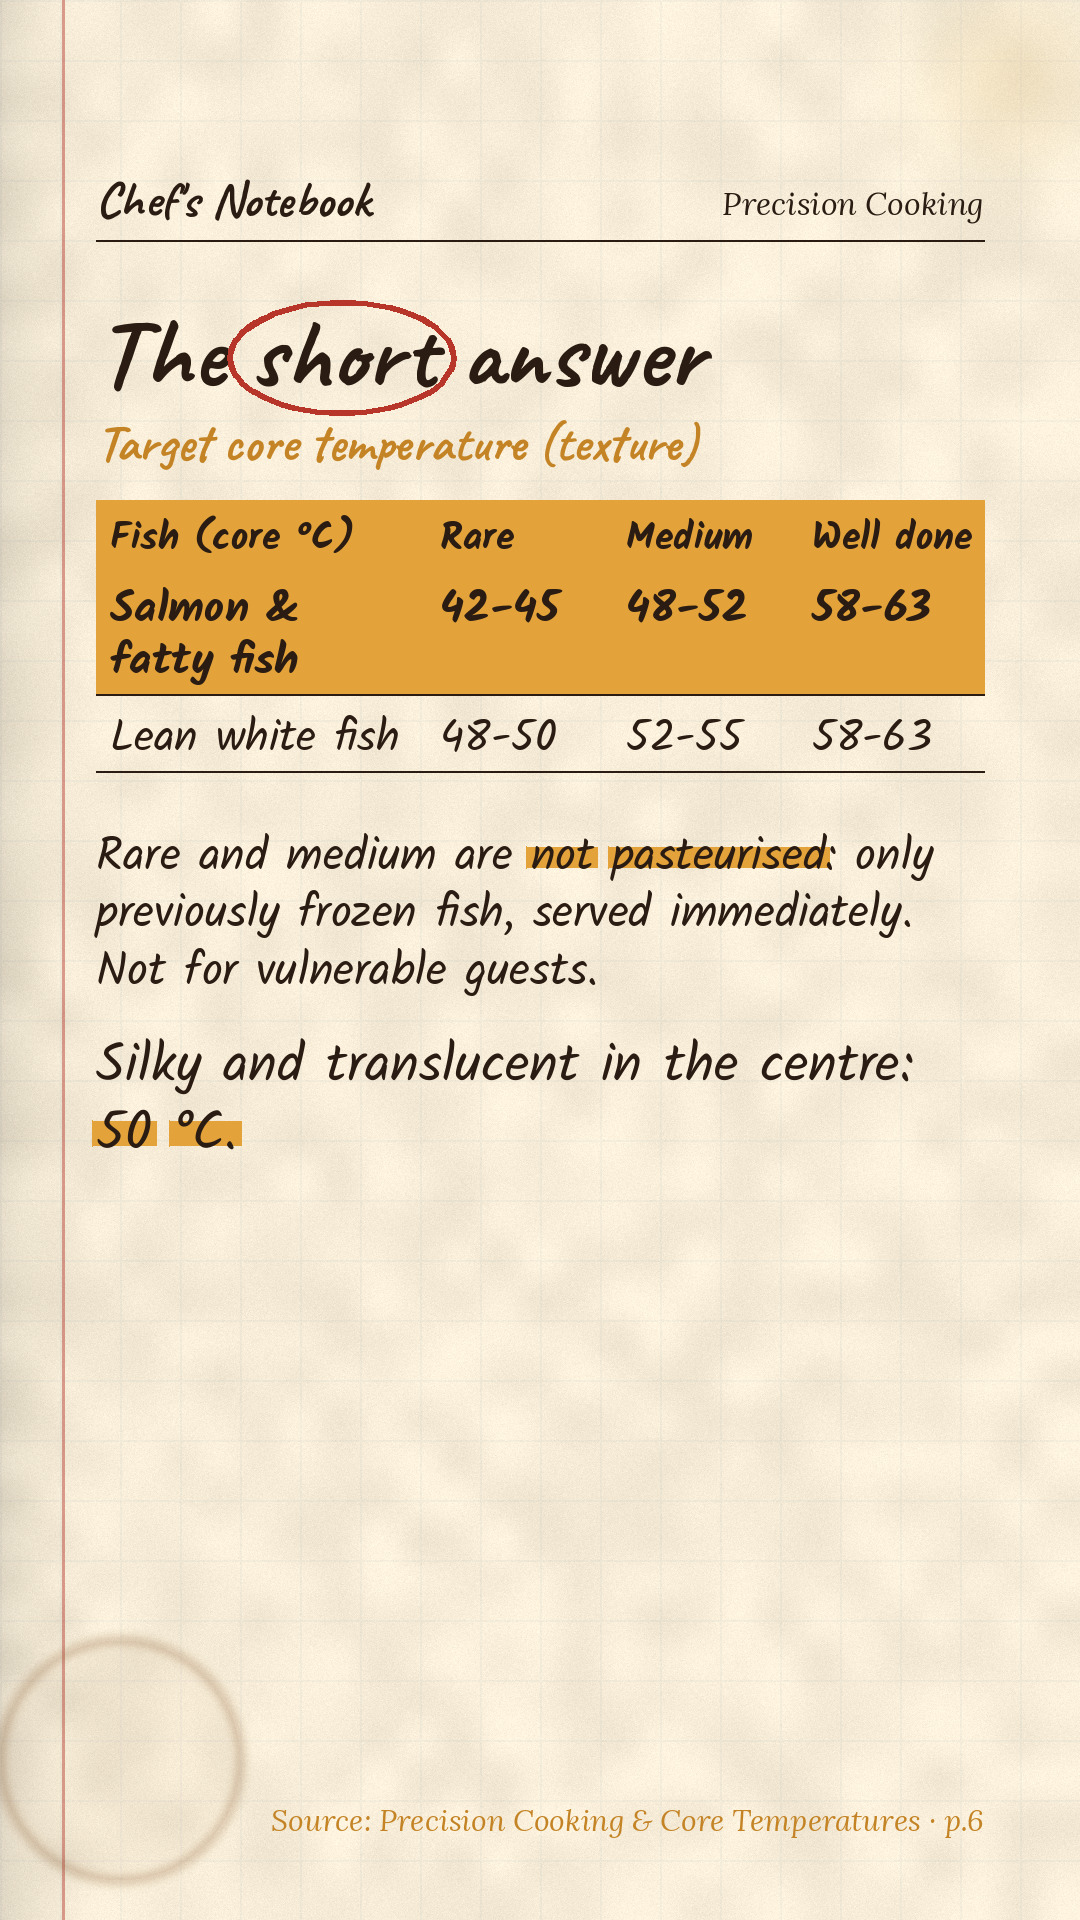 Chef's Notebook
Precision Cooking
The short answer
Target core temperature (texture)
Fish (core °C) Rare Medium Well done
Salmon & 42–45 48–52 58–63
fatty fish
Lean white fish 48–50 52–55 58–63
Rare and medium are not pasteurised: only
previously frozen fish, served immediately.
Not for vulnerable guests.
Silky and translucent in the centre:
50 °C.
Source: Precision Cooking & Core Temperatures · p.6